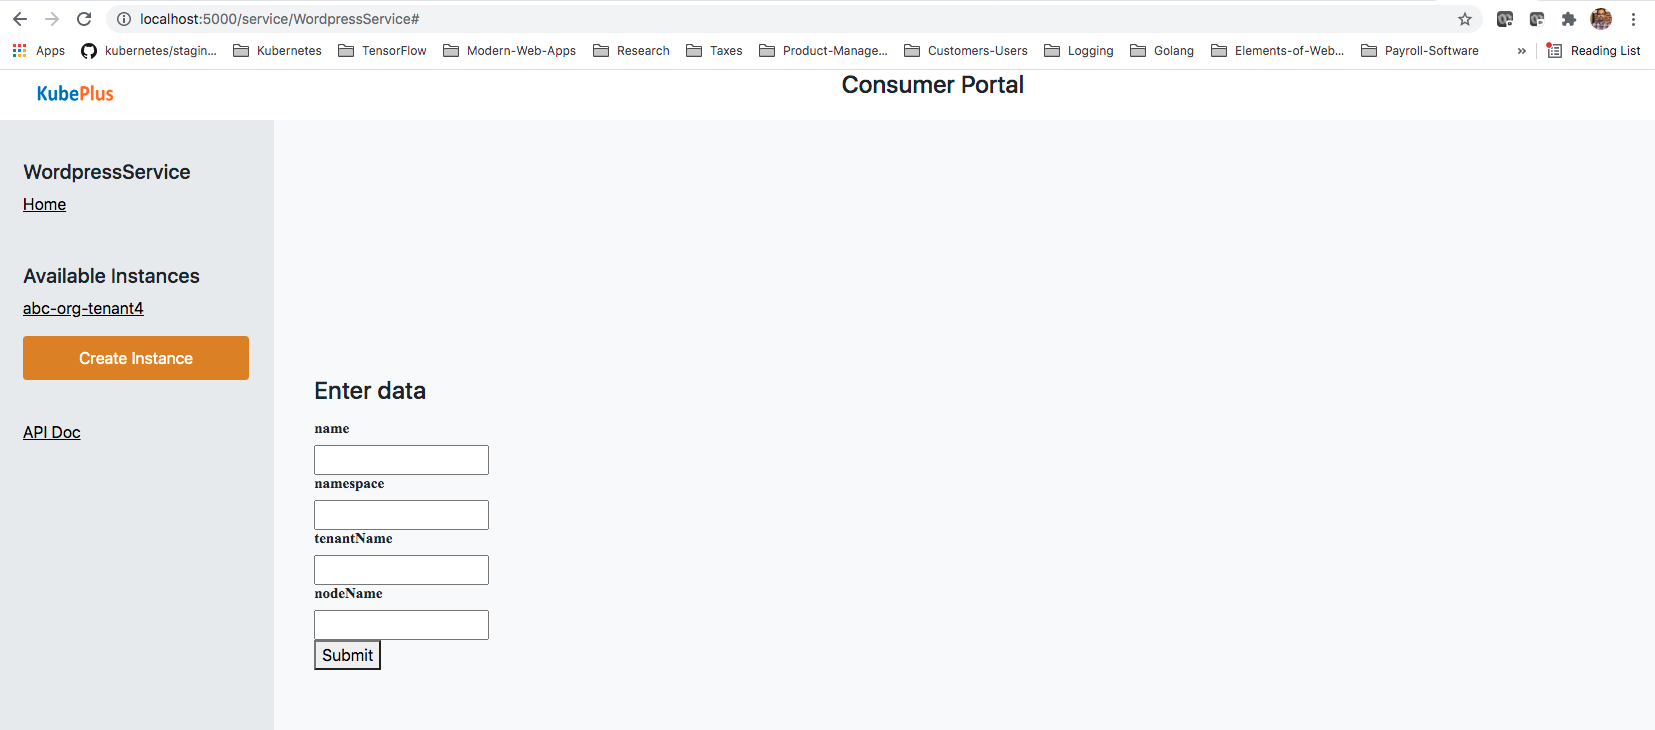 localhost:5000/service/WordpressService#
Apps kubernetes/stagin... Kubernetes TensorFlow Modern-Web-Apps Research Taxes Product-Manage... Customers-Users Logging Golang Elements-of-Web... Payroll-Software » Reading List
KubePlus
Consumer Portal
WordpressService
Home
Available Instances
abc-org-tenant4
Create Instance
API Doc
Enter data
name
namespace
tenantName
nodeName
Submit